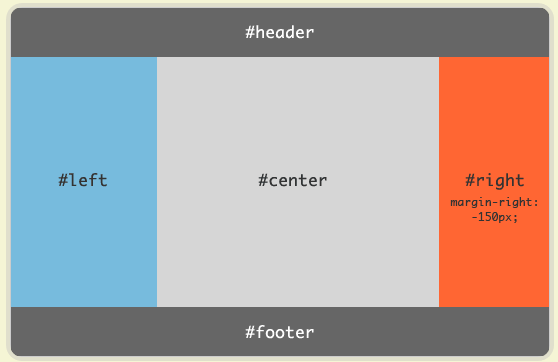 #header
#left
#center
#right
margin-right:
-150px;
#footer